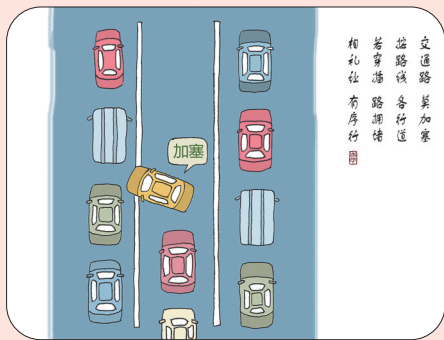 交通路 莫加塞
按路线 各行道
若穿插 路拥堵
相礼让 有序行
加塞